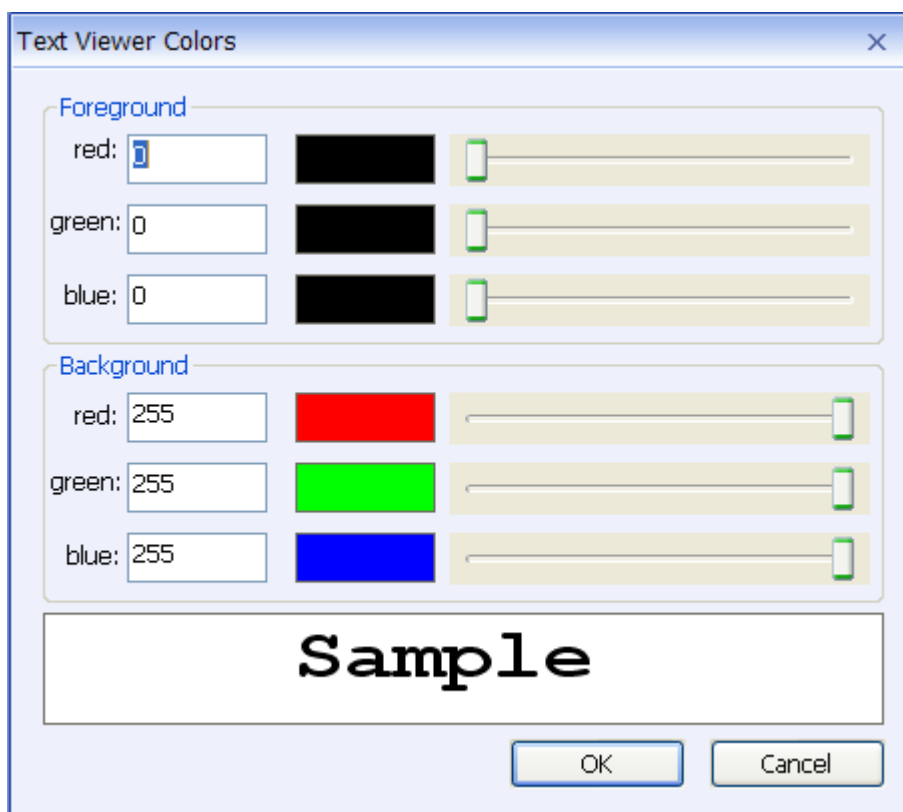 Text Viewer Colors
Foreground
red: 0
green: 0
blue: 0
Background
red: 255
green: 255
blue: 255
Sample
OK Cancel